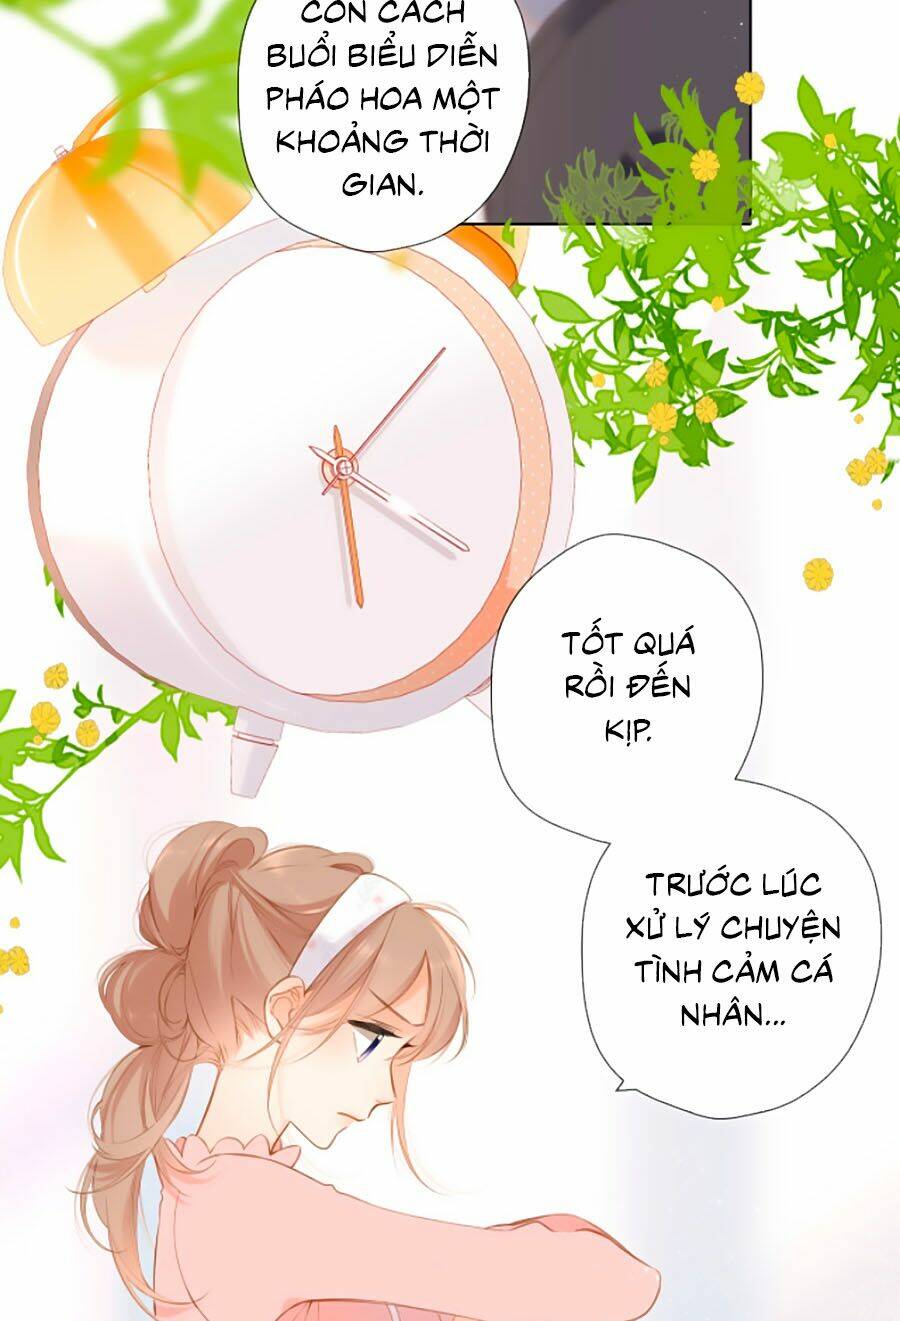 CÒN CÁCH
BUỔI BIỂU DIỄN
PHÁO HOA MỘT
KHOẢNG THỜI
GIAN.
TỐT QUÁ
RỒI ĐẾN
KỊP.
TRƯỚC LÚC
XỬ LÝ CHUYỆN
TÌNH CẢM CÁ
NHÂN...